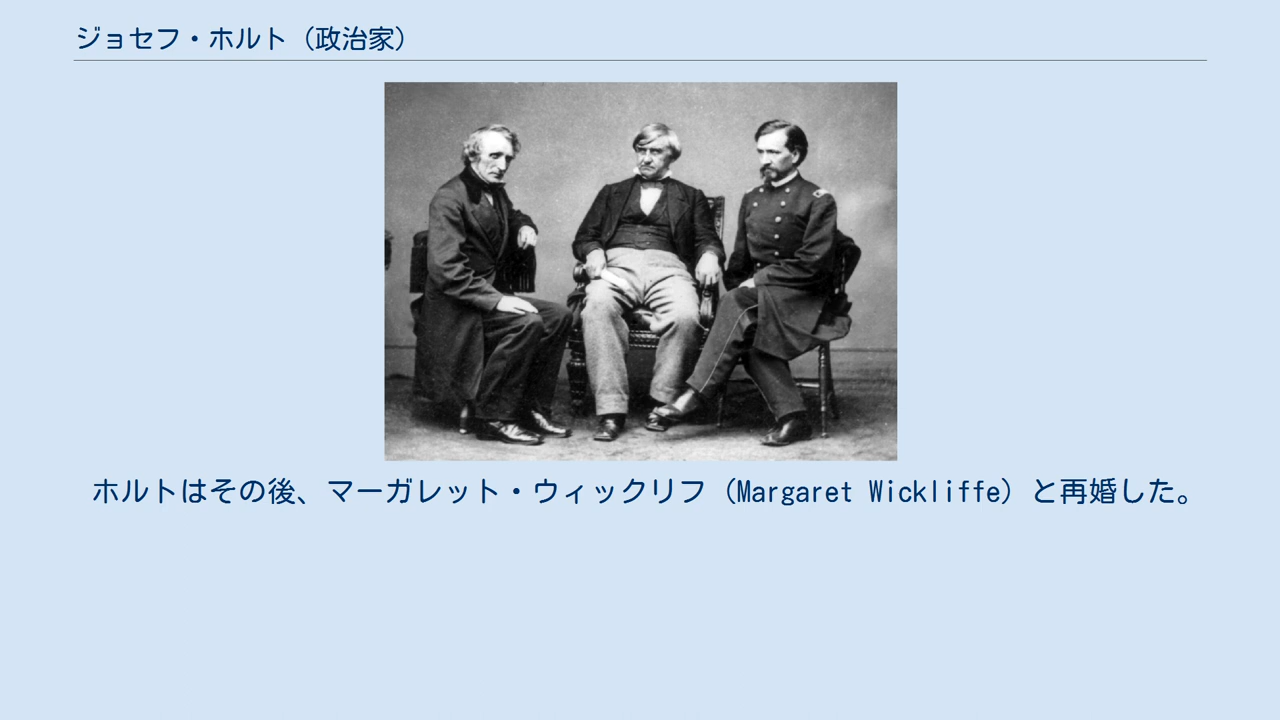 ジョセフ・ホルト（政治家）
ホルトはその後、マーガレット・ウィックリフ（Margaret Wickliffe）と再婚した。